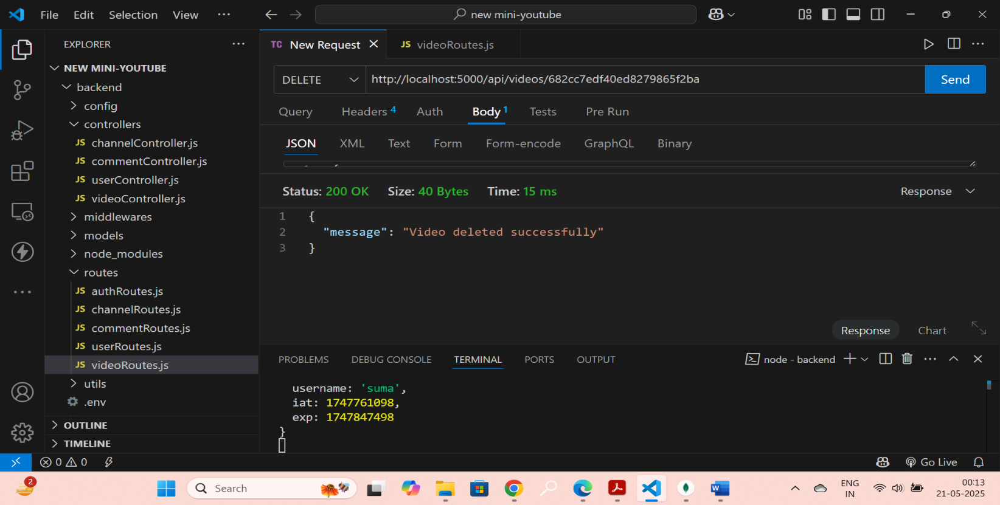 File Edit Selection View ··· new mini-youtube
EXPLORER ···
NEW MINI-YOUTUBE
backend
config
controllers
JS channelController.js
JS commentController.js
JS userController.js
JS videoController.js
middlewares
models
node_modules
routes
JS authRoutes.js
JS channelRoutes.js
JS commentRoutes.js
JS userRoutes.js
JS videoRoutes.js
utils
.env
OUTLINE
TIMELINE
TC New Request JS videoRoutes.js
DELETE http://localhost:5000/api/videos/682cc7edf40ed8279865f2ba Send
Query Headers 4 Auth Body 1 Tests Pre Run
JSON XML Text Form Form-encode GraphQL Binary
Status: 200 OK Size: 40 Bytes Time: 15 ms Response
1 {
2 "message": "Video deleted successfully"
3 }
Response Chart
PROBLEMS DEBUG CONSOLE TERMINAL PORTS OUTPUT node - backend
username: 'suma',
iat: 1747761098,
exp: 1747847498
}
0 0 Go Live
2 Search W ENG 00:13
IN 21-05-2025